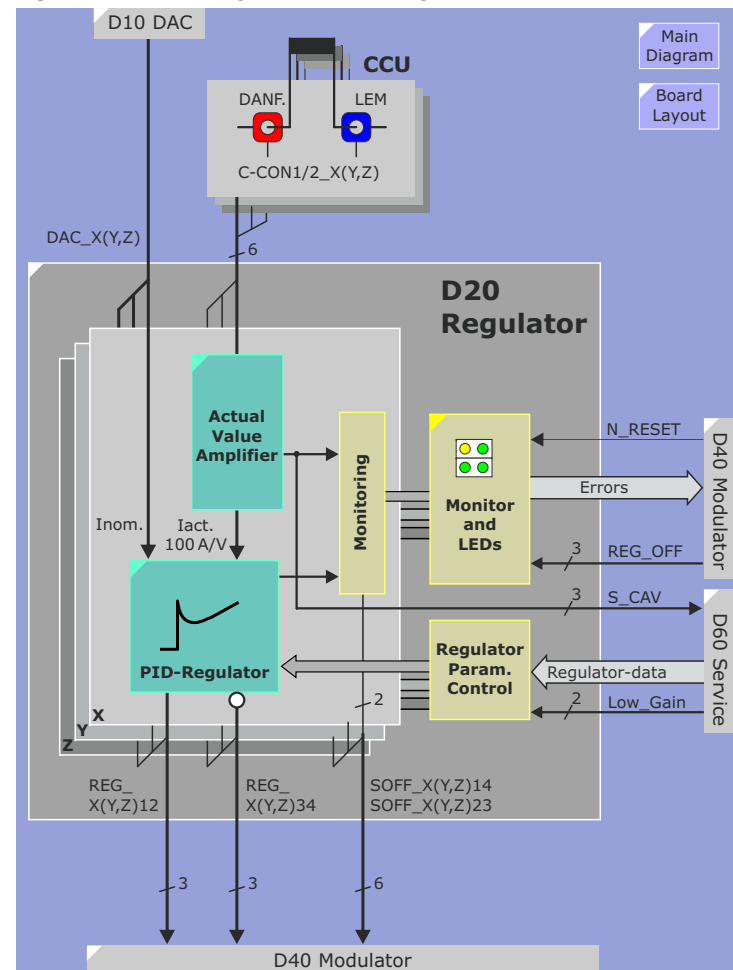 D10 DAC
Main
Diagram
CCU
Board
Layout
DANF.
LEM
C-CON1/2_X(Y,Z)
DAC_X(Y,Z)
6
D20
Regulator
Actual
Value
Amplifier
Monitoring
Monitor
and
LEDs
N_RESET
Errors
3
REG_OFF
D40 Modulator
Inom.
Iact.
100 A/V
3
S_CAV
PID-Regulator
Regulator
Param.
Control
Regulator-data
2
Low_Gain
D60 Service
2
X
Y
Z
REG_
X(Y,Z)12
REG_
X(Y,Z)34
SOFF_X(Y,Z)14
SOFF_X(Y,Z)23
3
3
6
D40 Modulator